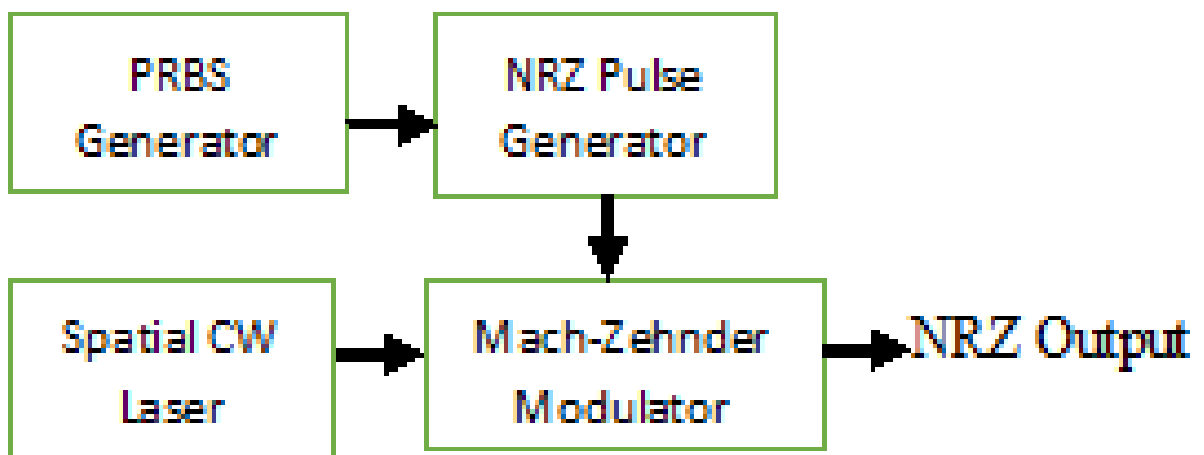 PRBS
Generator
NRZ Pulse
Generator
Spatial CW
Laser
Mach-Zehnder
Modulator
NRZ Output